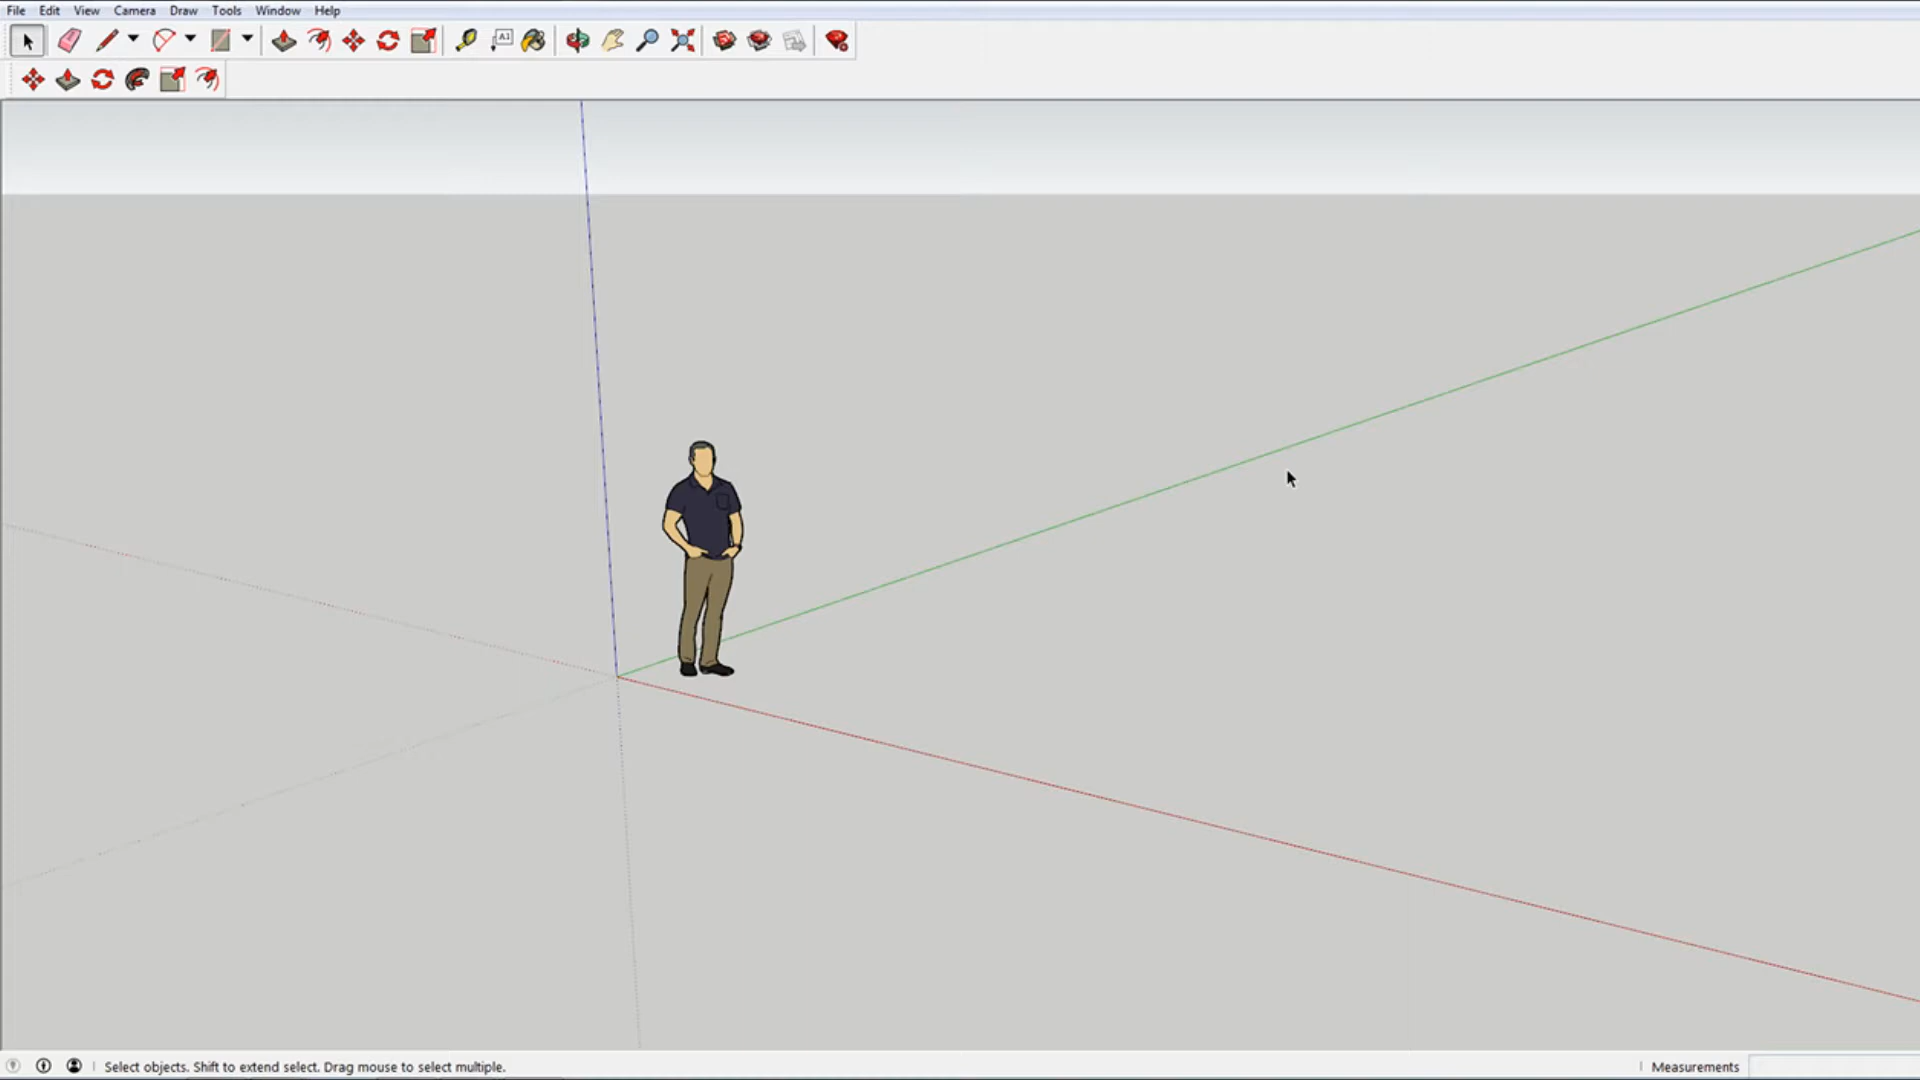 File Edit View Camera Draw Tools Window Help
A1
Select objects. Shift to extend select. Drag mouse to select multiple.
Measurements